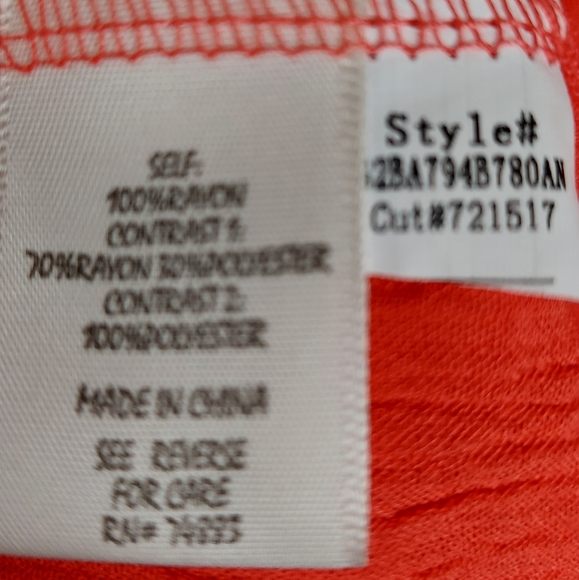 SELF:
100%RAYON
CONTRAST 1:
70%RAYON 30%POLYESTER
CONTRAST 2:
100%POLYESTER
MADE IN CHINA
SEE REVERSE
FOR CARE
RN#
Style#
2BA794B780AN
Cut#721517